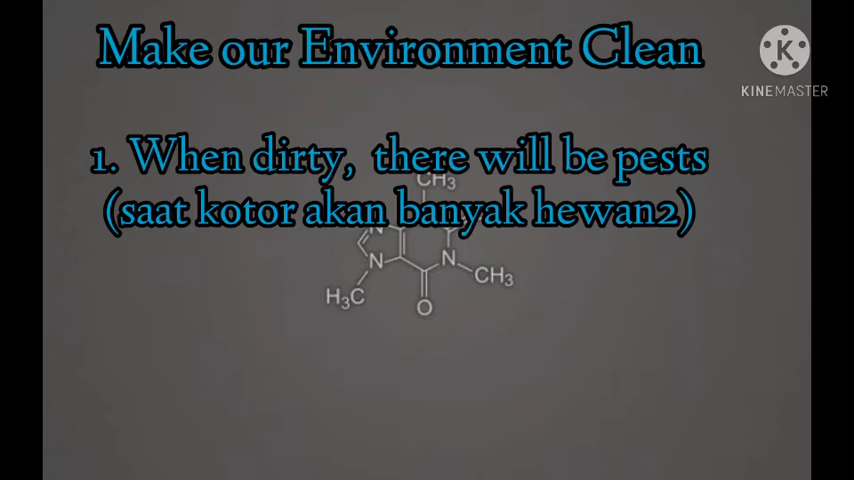 Make our Environment Clean
KINEMASTER
1. When dirty, there will be pests
(saat kotor akan banyak hewan2)
CH3
N
N
N
CH3
H3C
O